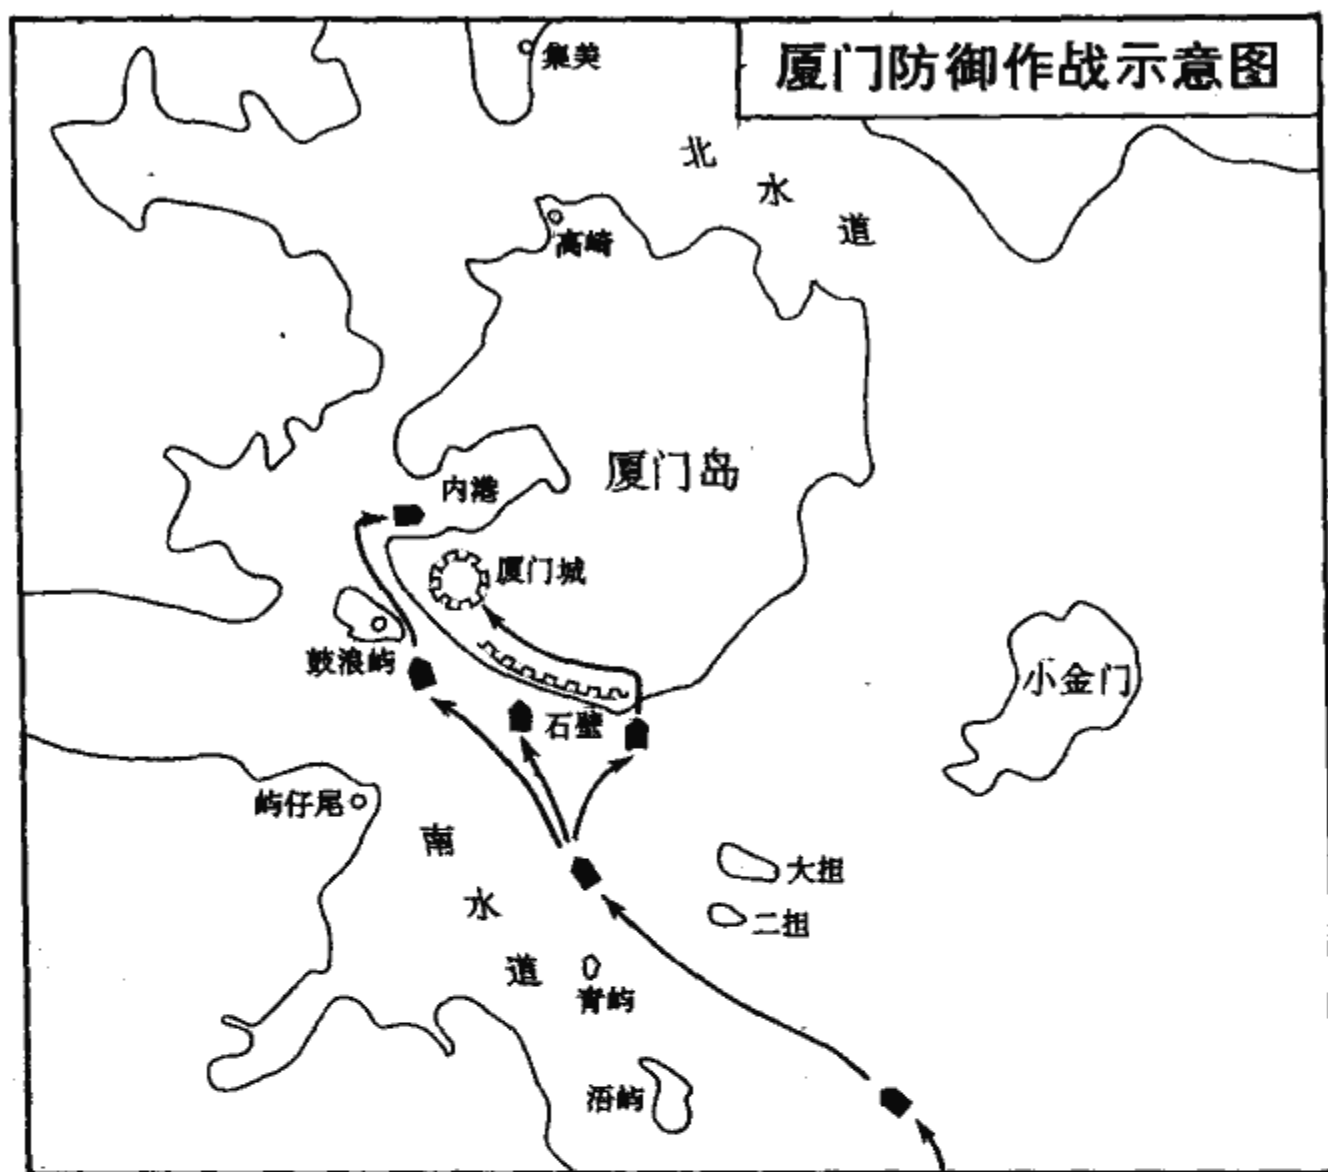 厦门防御作战示意图
集美
北水道
高崎
厦门岛
内港
厦门城
鼓浪屿
石壁
小金门
屿仔尾
南水道
大担
二担
青屿
浯屿